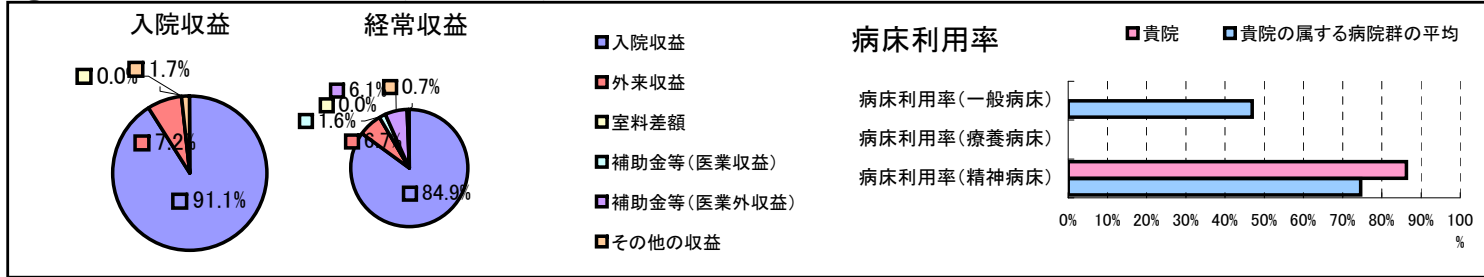 入院収益
0.0%
1.7%
7.2%
91.1%
経常収益
6.1%
0.7%
0.0%
1.6%
6.7%
84.9%
入院収益
外来収益
室料差額
補助金等(医業収益)
補助金等(医業外収益)
その他の収益
病床利用率
貴院
貴院の属する病院群の平均
病床利用率(一般病床)
病床利用率(療養病床)
病床利用率(精神病床)
0% 10% 20% 30% 40% 50% 60% 70% 80% 90% 100
%